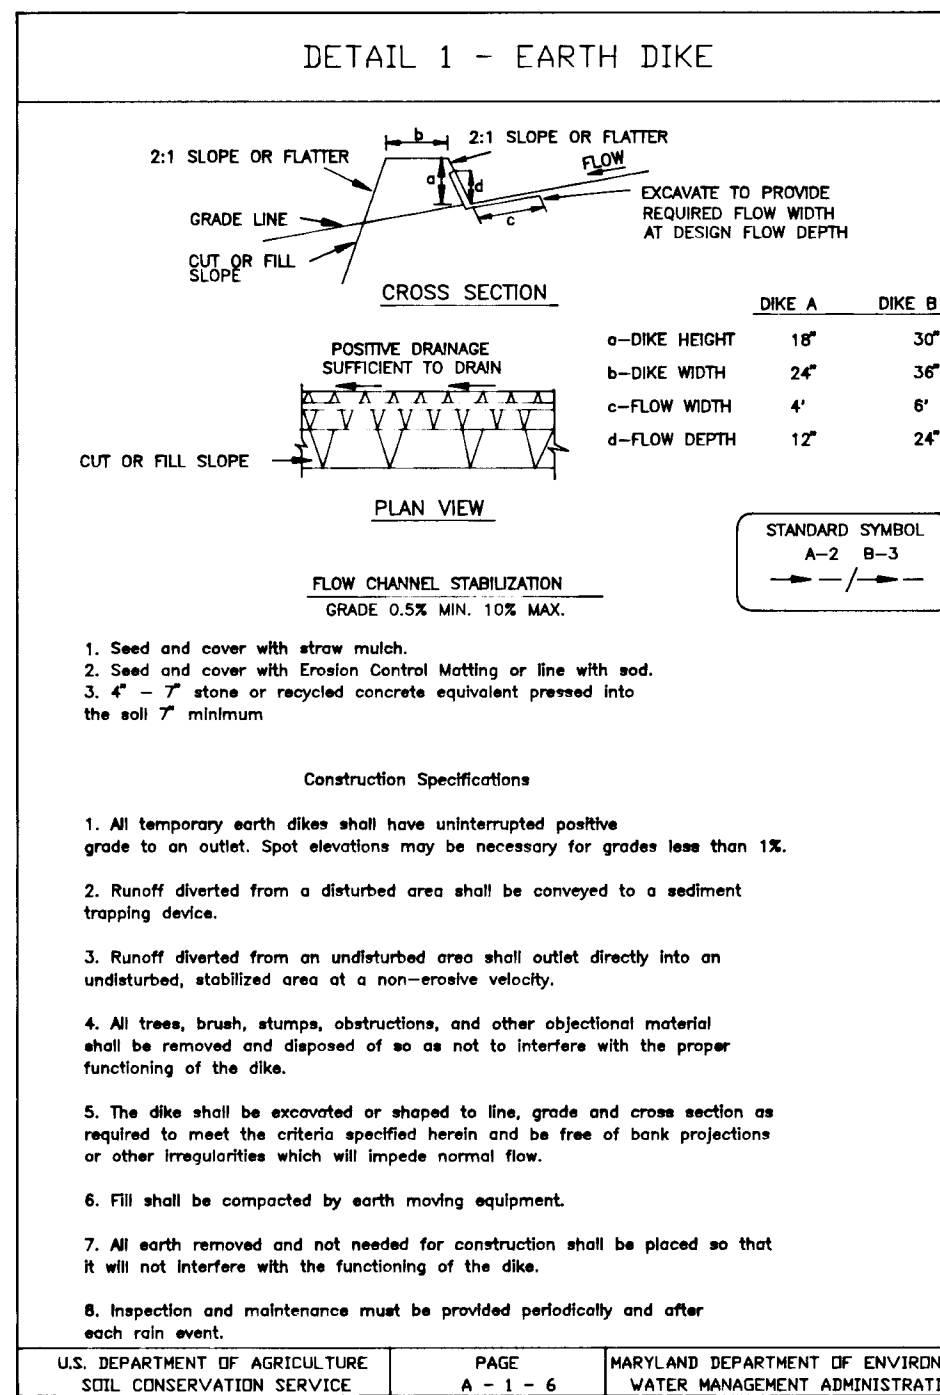 DETAIL 1 - EARTH DIKE
b
2:1 SLOPE OR FLATTER
2:1 SLOPE OR FLATTER
FLOW
a
d
EXCAVATE TO PROVIDE
REQUIRED FLOW WIDTH
AT DESIGN FLOW DEPTH
GRADE LINE
c
CUT OR FILL
SLOPE
CROSS SECTION
DIKE A DIKE B
a-DIKE HEIGHT 18" 30"
b-DIKE WIDTH 24" 36"
c-FLOW WIDTH 4' 6'
d-FLOW DEPTH 12" 24"
POSITIVE DRAINAGE
SUFFICIENT TO DRAIN
CUT OR FILL SLOPE
PLAN VIEW
STANDARD SYMBOL
A-2 B-3
FLOW CHANNEL STABILIZATION
GRADE 0.5% MIN. 10% MAX.
1. Seed and cover with straw mulch.
2. Seed and cover with Erosion Control Matting or line with sod.
3. 4" - 7" stone or recycled concrete equivalent pressed into
the soil 7" minimum
Construction Specifications
1. All temporary earth dikes shall have uninterrupted positive
grade to an outlet. Spot elevations may be necessary for grades less than 1%.
2. Runoff diverted from a disturbed area shall be conveyed to a sediment
trapping device.
3. Runoff diverted from an undisturbed area shall outlet directly into an
undisturbed, stabilized area at a non-erosive velocity.
4. All trees, brush, stumps, obstructions, and other objectional material
shall be removed and disposed of so as not to interfere with the proper
functioning of the dike.
5. The dike shall be excavated or shaped to line, grade and cross section as
required to meet the criteria specified herein and be free of bank projections
or other irregularities which will impede normal flow.
6. Fill shall be compacted by earth moving equipment.
7. All earth removed and not needed for construction shall be placed so that
it will not interfere with the functioning of the dike.
8. Inspection and maintenance must be provided periodically and after
each rain event.
U.S. DEPARTMENT OF AGRICULTURE
SOIL CONSERVATION SERVICE
PAGE
A - 1 - 6
MARYLAND DEPARTMENT OF ENVIRON
WATER MANAGEMENT ADMINISTRATI